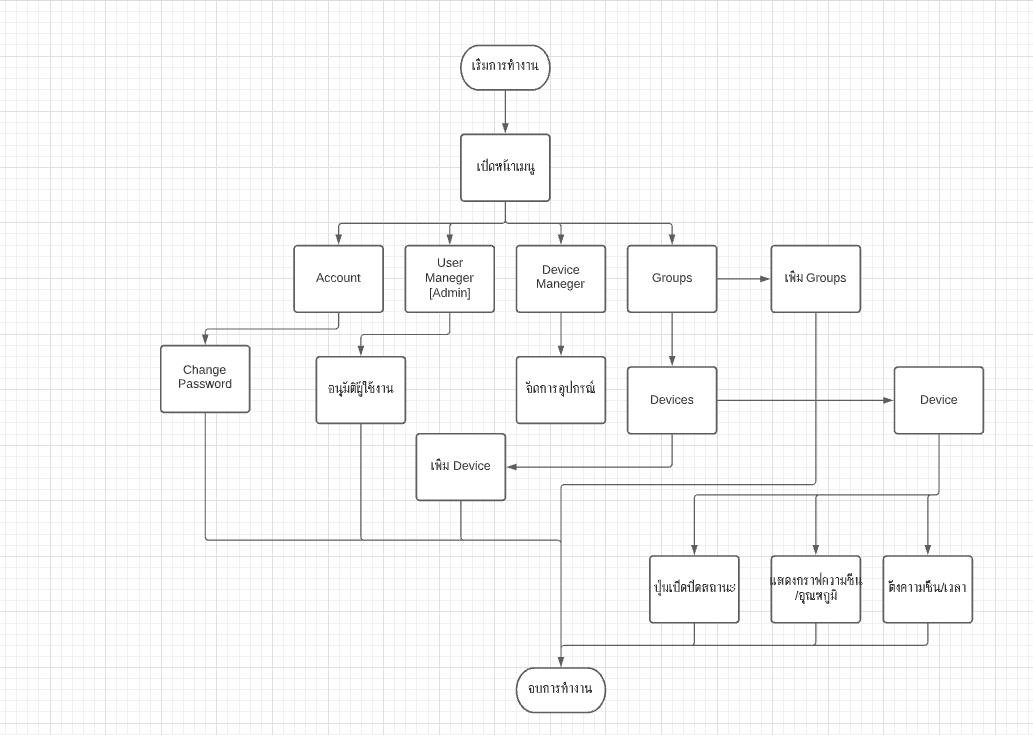 เริ่มการทำงาน
เปิดหน้าเมนู
Account
User
Maneger
[Admin]
Device
Maneger
Groups
เพิ่ม Groups
Change
Password
อนุมัติผู้ใช้งาน
จัดการอุปกรณ์
Devices
Device
เพิ่ม Device
ปุ่มเปิดปิดสถานะ
แสดงกราฟความชื้น
/อุณหภูมิ
ตั้งความชื้น/เวลา
จบการทำงาน